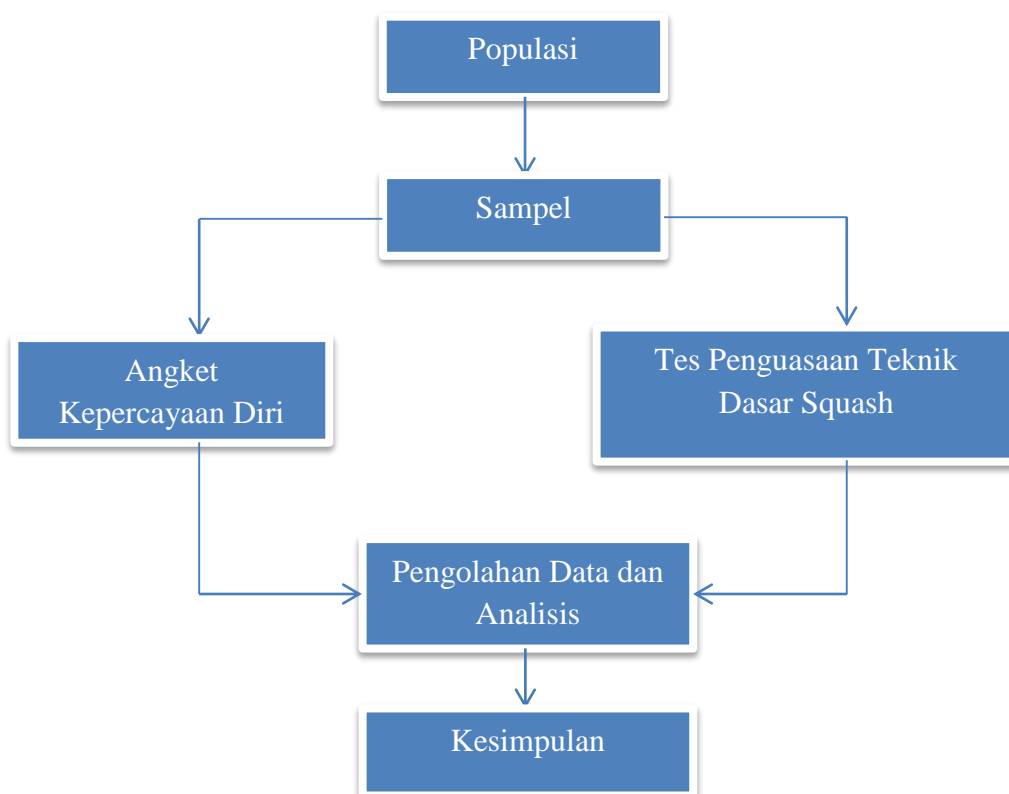 Populasi
Sampel
Angket
Kepercayaan Diri
Tes Penguasaan Teknik
Dasar Squash
Pengolahan Data dan
Analisis
Kesimpulan